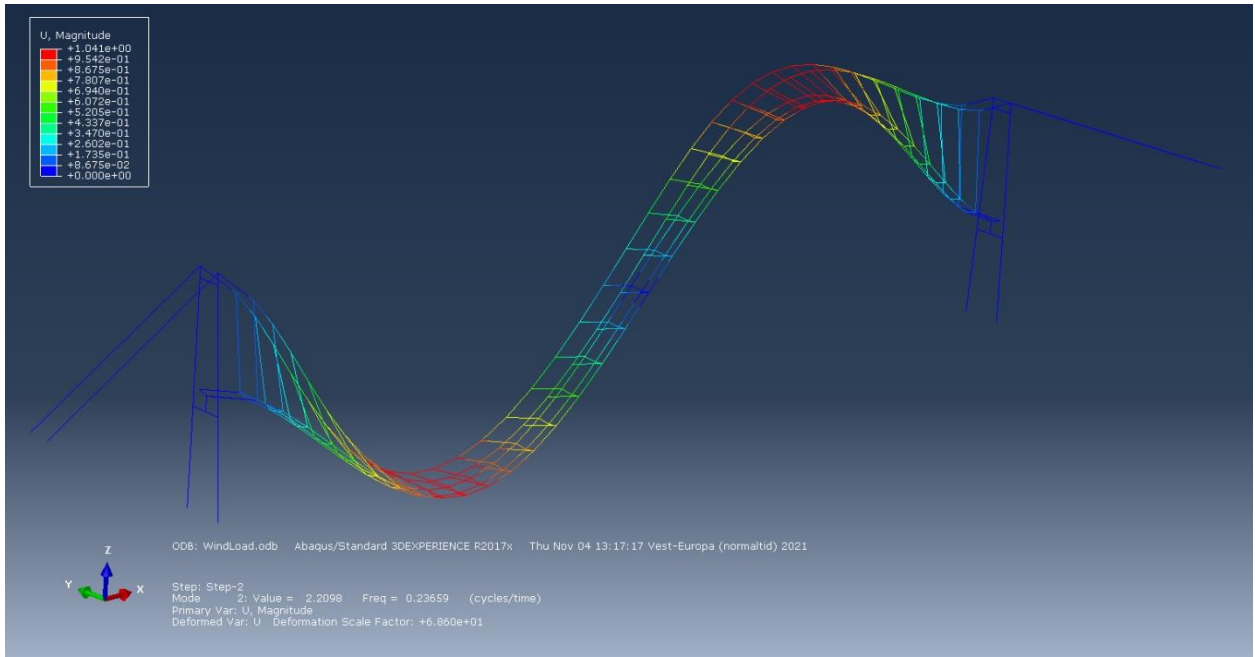 U, Magnitude
+1.041e+00
+9.542e-01
+8.675e-01
+7.807e-01
+6.940e-01
+6.072e-01
+5.205e-01
+4.337e-01
+3.470e-01
+2.602e-01
+1.735e-01
+8.675e-02
+0.000e+00
ODB: WindLoad.odb Abaqus/Standard 3DEXPERIENCE R2017x Thu Nov 04 13:17:17 Vest-Europa (normaltid) 2021
Z
Y
X
Step: Step-2
Mode 2: Value = 2.2098 Freq = 0.23659 (cycles/time)
Primary Var: U, Magnitude
Deformed Var: U Deformation Scale Factor: +6.860e+01